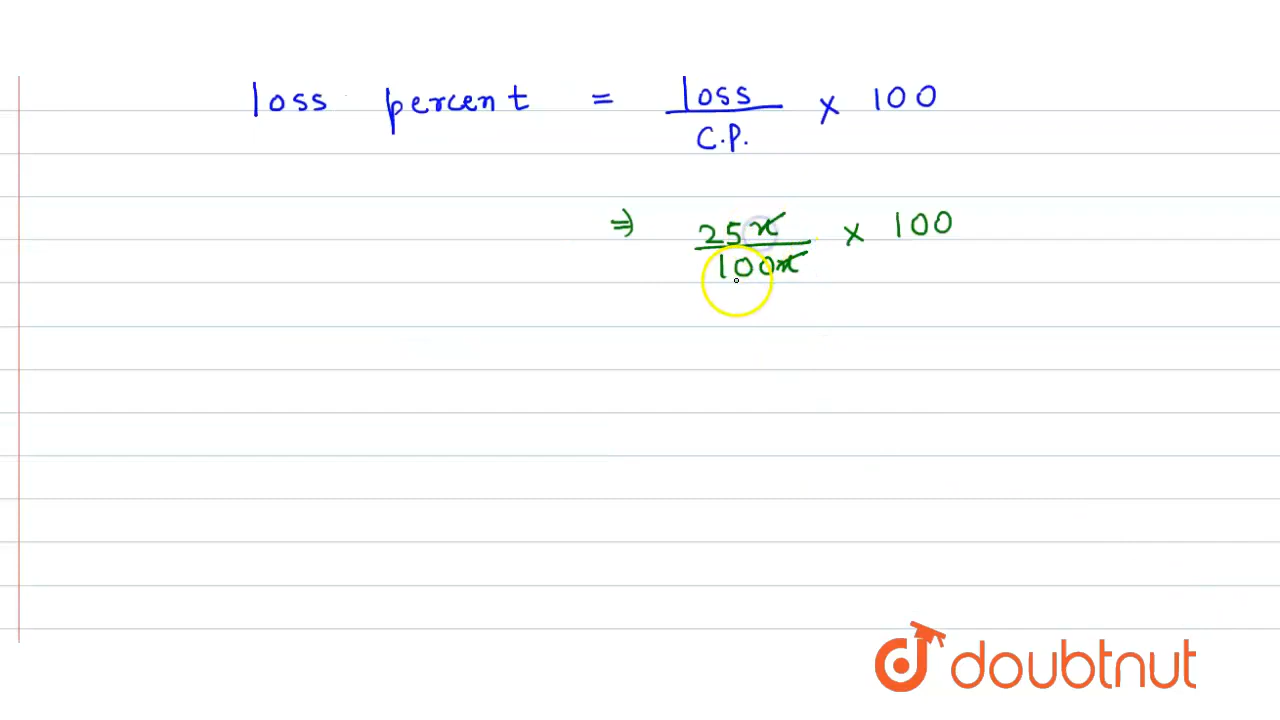 loss percent = loss/C.P. × 100
⇒ 25x/100x × 100
doubtnut